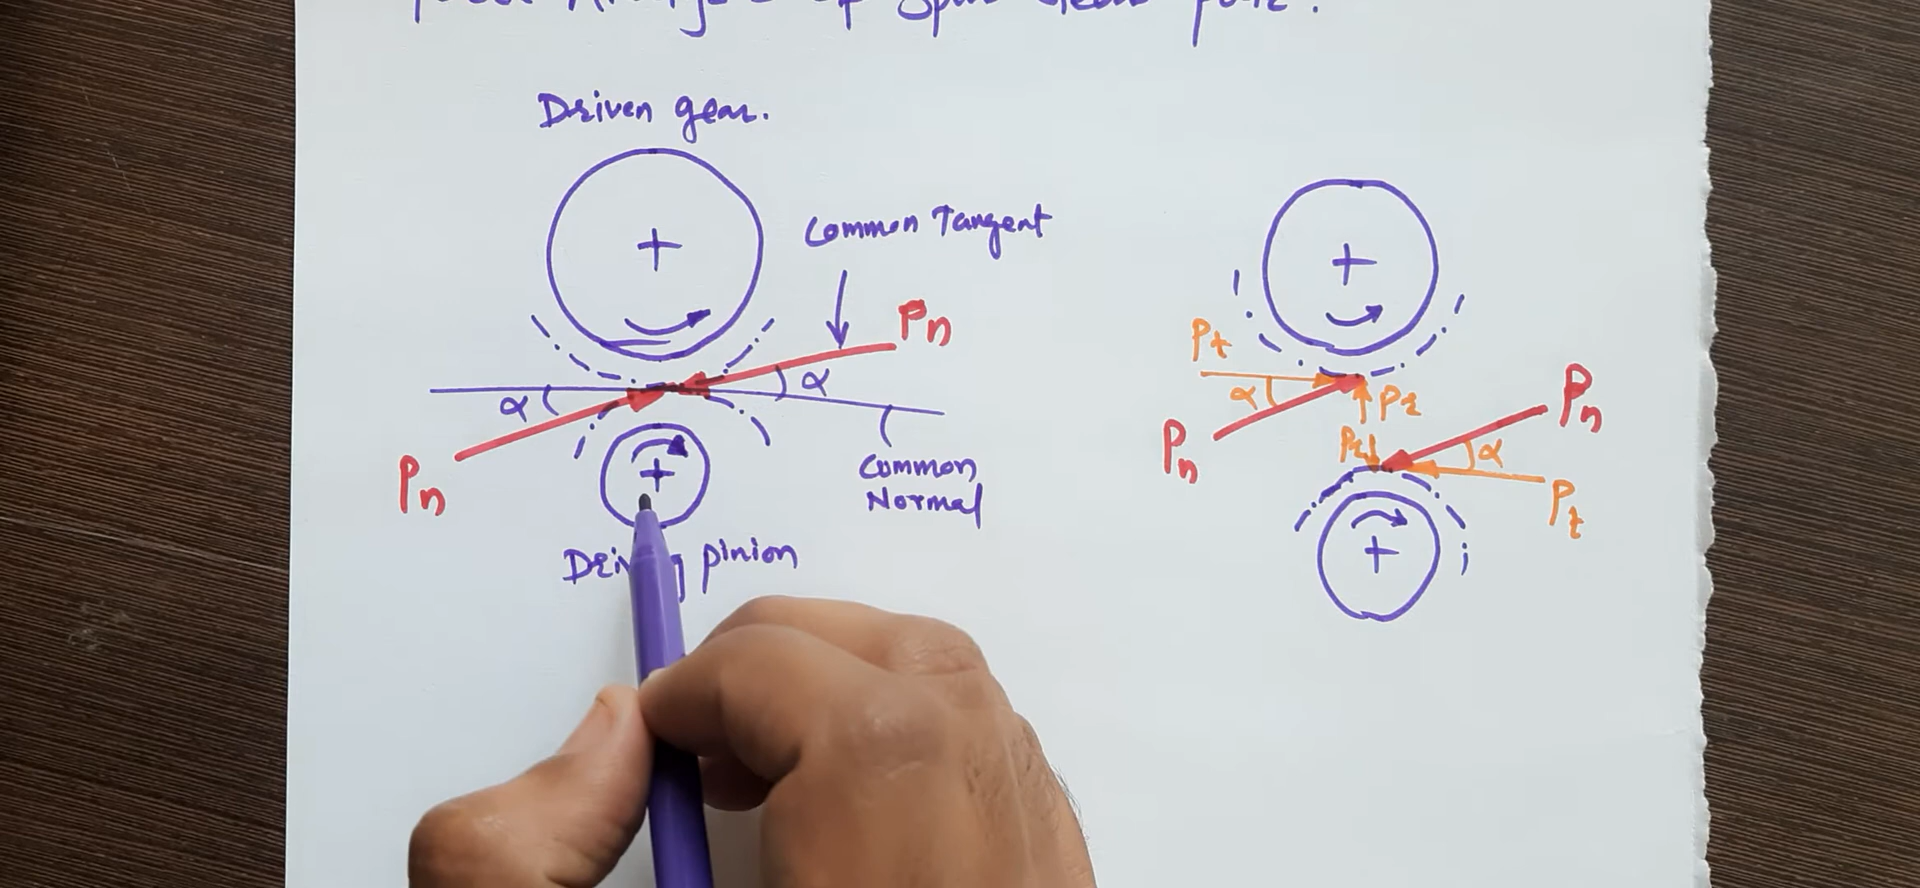 Driven gear.
Common Tangent
Pn
α
α
Pn
Common
Normal
pinion
Pt
α
Pr
Pn
Pn
Pr
α
Pt